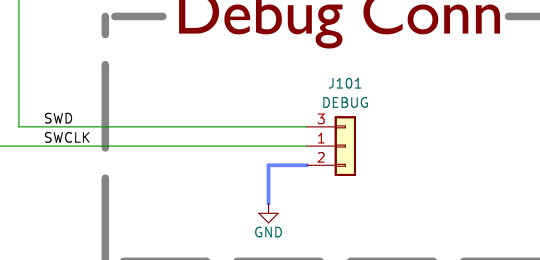 Debug Conn
J101
DEBUG
SWD
3
SWCLK
1
2
GND